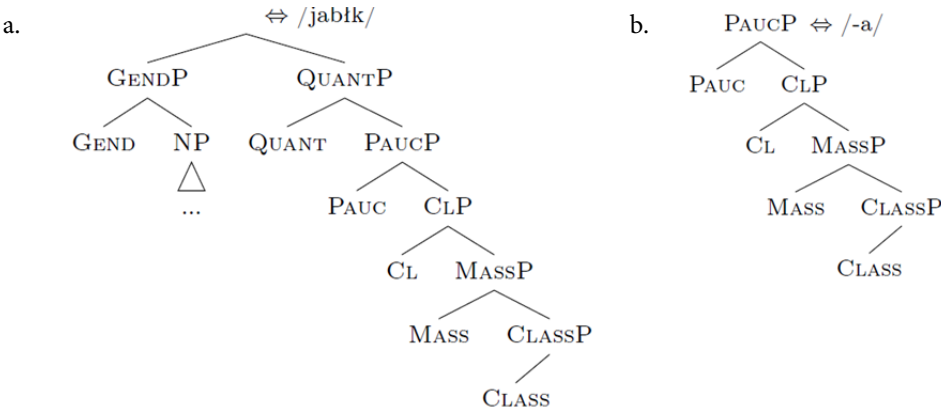 a. ⇔ /jabłk/
GENDP QUANTP
GEND NP QUANT PAUCP
... PAUC CLP
CL MASSP
MASS CLASSP
CLASS
b. PAUCP ⇔ /-a/
PAUC CLP
CL MASSP
MASS CLASSP
CLASS